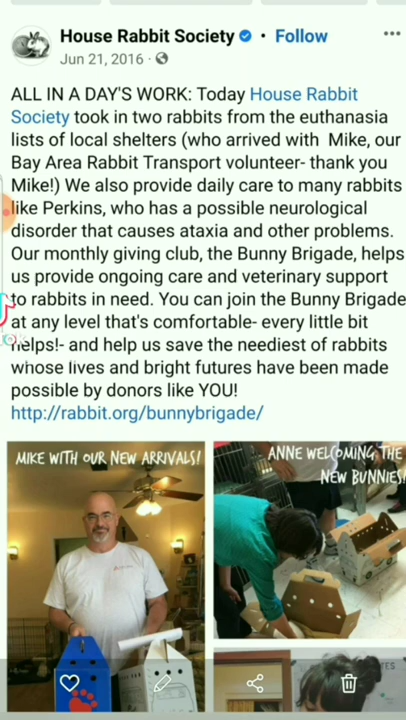 House Rabbit Society • Follow
Jun 21, 2016 •
ALL IN A DAY'S WORK: Today House Rabbit
Society took in two rabbits from the euthanasia
lists of local shelters (who arrived with Mike, our
Bay Area Rabbit Transport volunteer- thank you
Mike!) We also provide daily care to many rabbits
like Perkins, who has a possible neurological
disorder that causes ataxia and other problems.
Our monthly giving club, the Bunny Brigade, helps
us provide ongoing care and veterinary support
to rabbits in need. You can join the Bunny Brigade
at any level that's comfortable- every little bit
helps!- and help us save the neediest of rabbits
whose lives and bright futures have been made
possible by donors like YOU!
http://rabbit.org/bunnybrigade/
MIKE WITH OUR NEW ARRIVALS!
ANNE WELCOMING THE
NEW BUNNIES!